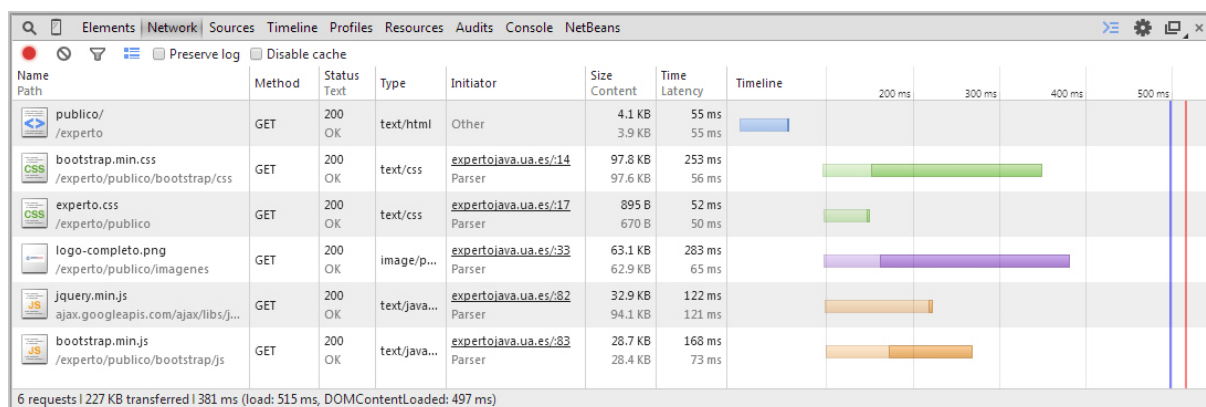 Elements Network Sources Timeline Profiles Resources Audits Console NetBeans
Preserve log Disable cache
Name Path Method Status Text Type Initiator Size Content Time Latency Timeline 200 ms 300 ms 400 ms 500 ms
publico/ GET 200 text/html Other 4.1 KB 55 ms
/experto OK 3.9 KB 55 ms
CSS bootstrap.min.css GET 200 text/css expertojava.ua.es/:14 97.8 KB 253 ms
/experto/publico/bootstrap/css OK Parser 97.6 KB 56 ms
CSS experto.css GET 200 text/css expertojava.ua.es/:17 895 B 52 ms
/experto/publico OK Parser 670 B 50 ms
logo-completo.png GET 200 image/p... expertojava.ua.es/:33 63.1 KB 283 ms
/experto/publico/imagenes OK Parser 62.9 KB 65 ms
JS jquery.min.js GET 200 text/java... expertojava.ua.es/:82 32.9 KB 122 ms
ajax.googleapis.com/ajax/libs/j... OK Parser 94.1 KB 121 ms
JS bootstrap.min.js GET 200 text/java... expertojava.ua.es/:83 28.7 KB 168 ms
/experto/publico/bootstrap/js OK Parser 28.4 KB 73 ms
6 requests | 227 KB transferred | 381 ms (load: 515 ms, DOMContentLoaded: 497 ms)